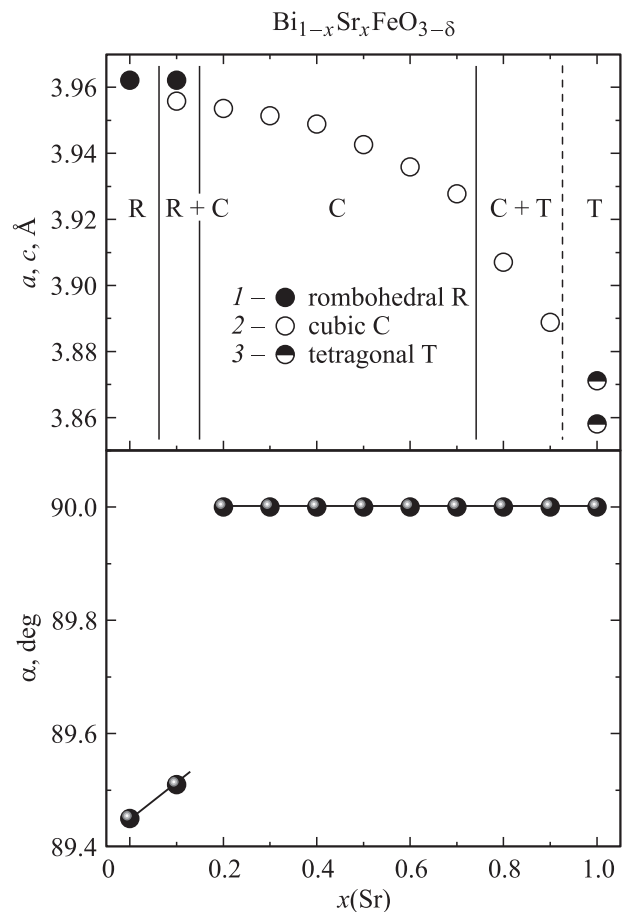 Bi1−xSrxFeO3−δ
3.96
3.94
3.92
3.90
3.88
3.86
a, c, Å
R
R + C
C
C + T
T
1 – rombohedral R
2 – cubic C
3 – tetragonal T
90.0
89.8
89.6
89.4
α, deg
0 0.2 0.4 0.6 0.8 1.0
x(Sr)